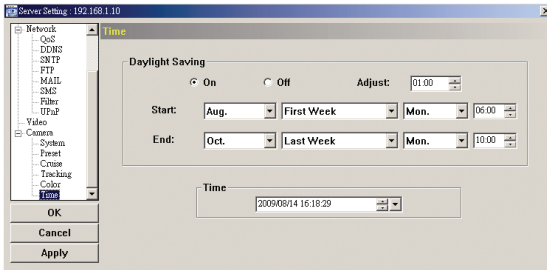 Server Setting : 192.168.1.10
Network
QoS
DDNS
SNTP
FTP
MAIL
SMS
Filter
UPnP
Video
Camera
System
Preset
Cruise
Tracking
Color
Time
OK
Cancel
Apply
Time
Daylight Saving
On Off Adjust: 01:00
Start: Aug. First Week Mon. 06:00
End: Oct. Last Week Mon. 10:00
Time
2009/08/14 16:18:29